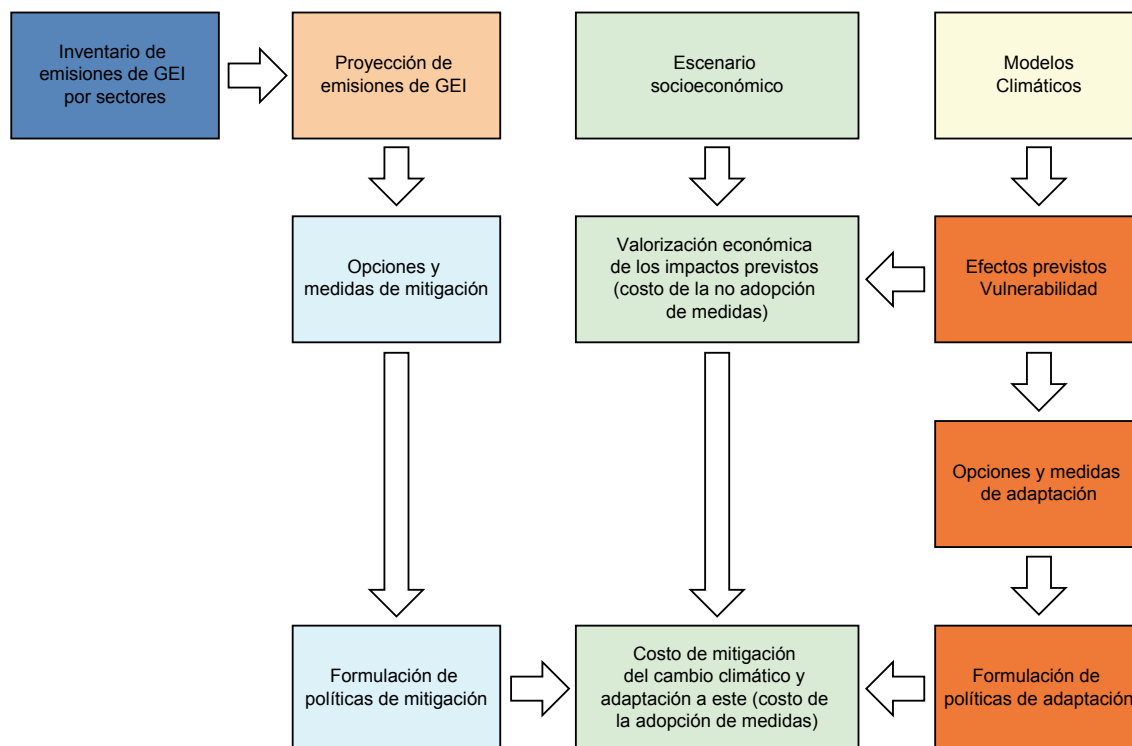 Inventario de
emisiones de GEI
por sectores
Proyección de
emisiones de GEI
Escenario
socioeconómico
Modelos
Climáticos
Opciones y
medidas de mitigación
Valorización económica
de los impactos previstos
(costo de la no adopción
de medidas)
Efectos previstos
Vulnerabilidad
Opciones y medidas
de adaptación
Formulación de
políticas de mitigación
Costo de mitigación
del cambio climático y
adaptación a este (costo de
la adopción de medidas)
Formulación de
políticas de adaptación